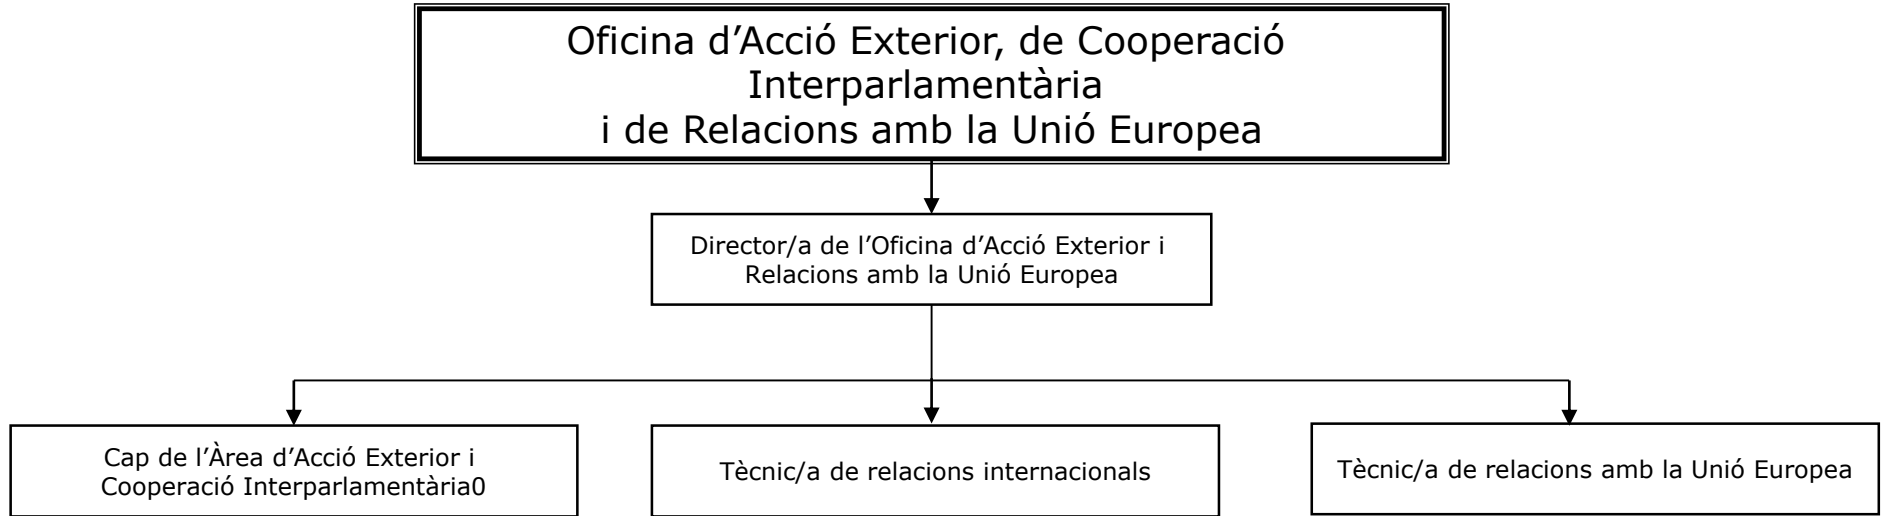 Oficina d’Acció Exterior, de Cooperació
Interparlamentària
i de Relacions amb la Unió Europea
Director/a de l’Oficina d’Acció Exterior i
Relacions amb la Unió Europea
Cap de l’Àrea d’Acció Exterior i
Cooperació Interparlamentària0
Tècnic/a de relacions internacionals
Tècnic/a de relacions amb la Unió Europea